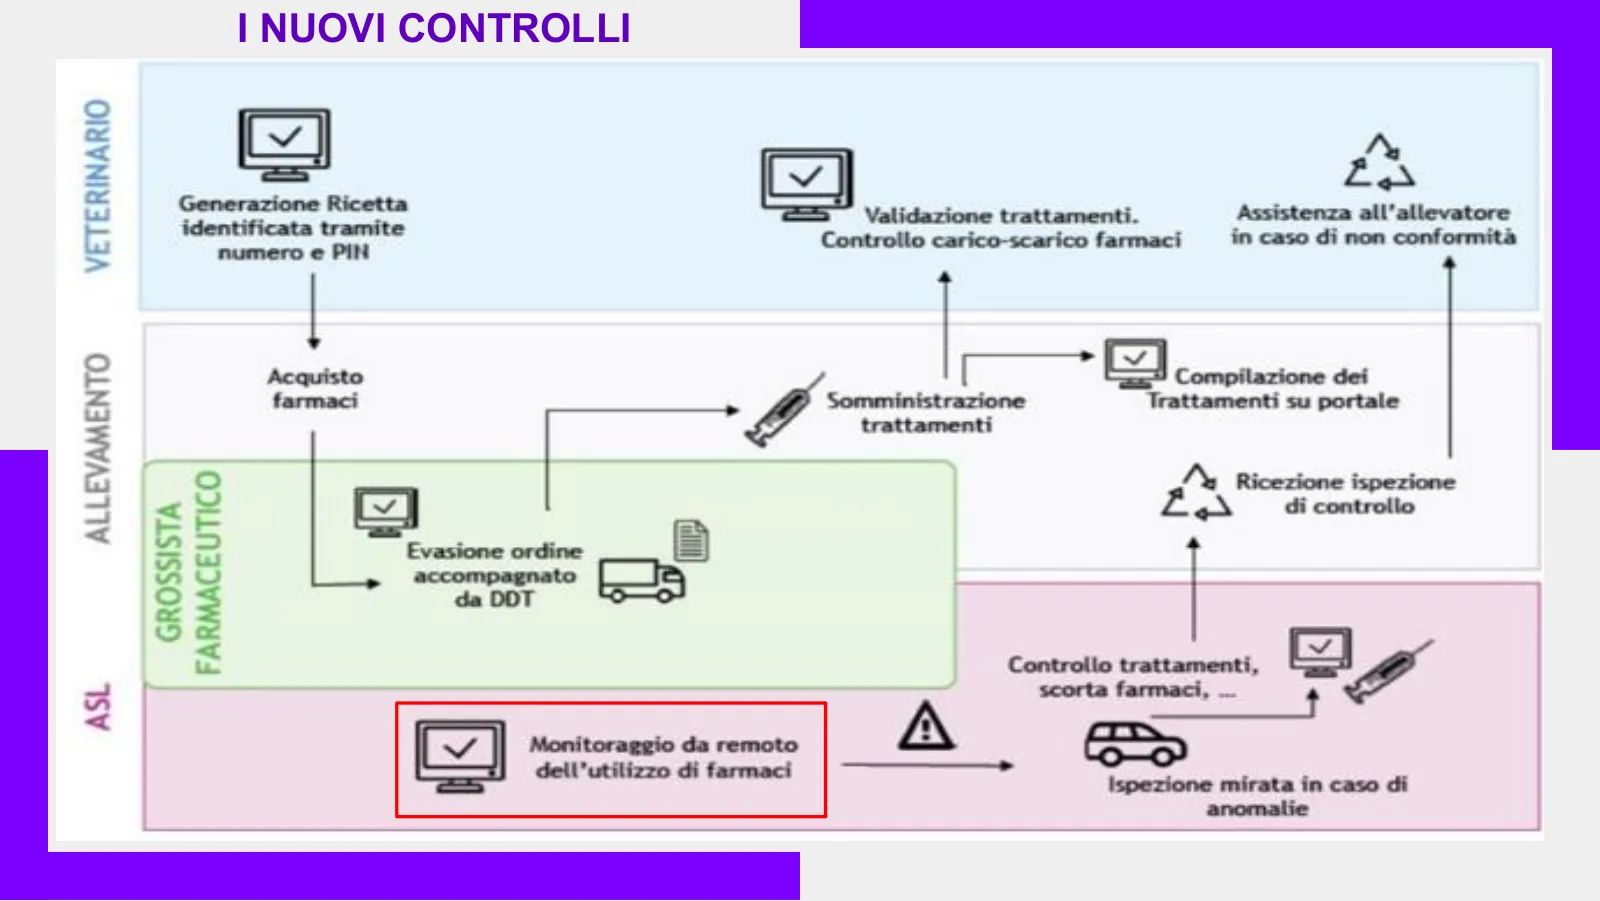 I NUOVI CONTROLLI
VETERINARIO
Generazione Ricetta
identificata tramite
numero e PIN
Validazione trattamenti.
Controllo carico-scarico farmaci
Assistenza all'allevatore
in caso di non conformità
ALLEVAMENTO
Acquisto
farmaci
Somministrazione
trattamenti
Compilazione dei
Trattamenti su portale
Ricezione ispezione
di controllo
GROSSISTA
FARMACEUTICO
Evasione ordine
accompagnato
da DDT
ASL
Monitoraggio da remoto
dell'utilizzo di farmaci
Controllo trattamenti,
scorta farmaci, ...
Ispezione mirata in caso di
anomalie